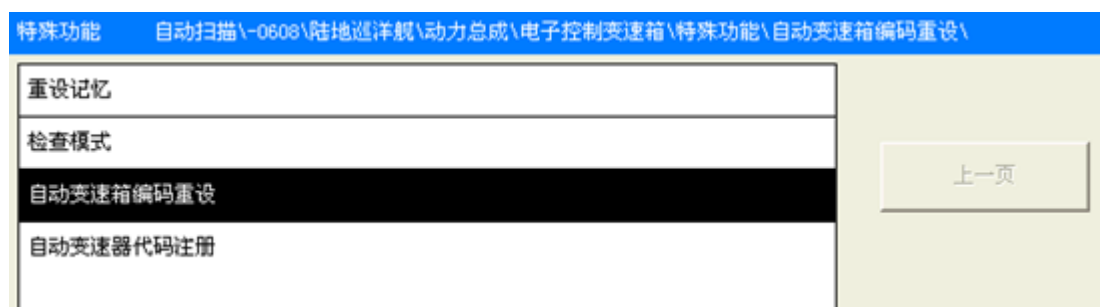 特殊功能 自动扫描\-0608\陆地巡洋舰\动力总成\电子控制变速箱\特殊功能\自动变速箱编码重设\
重设记忆
检查模式
上一页
自动变速箱编码重设
自动变速器代码注册